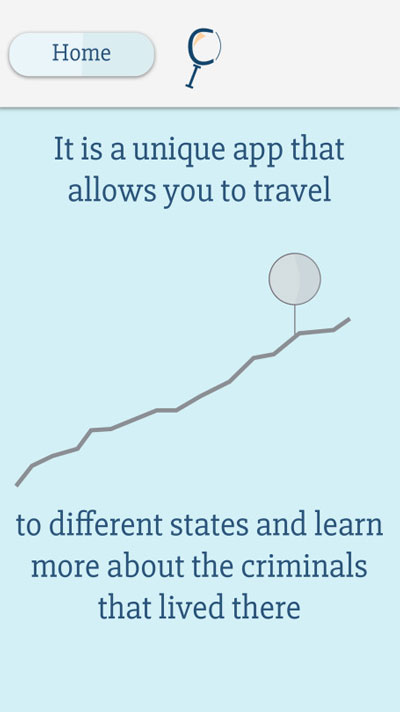 Home
It is a unique app that
allows you to travel
to different states and learn
more about the criminals
that lived there